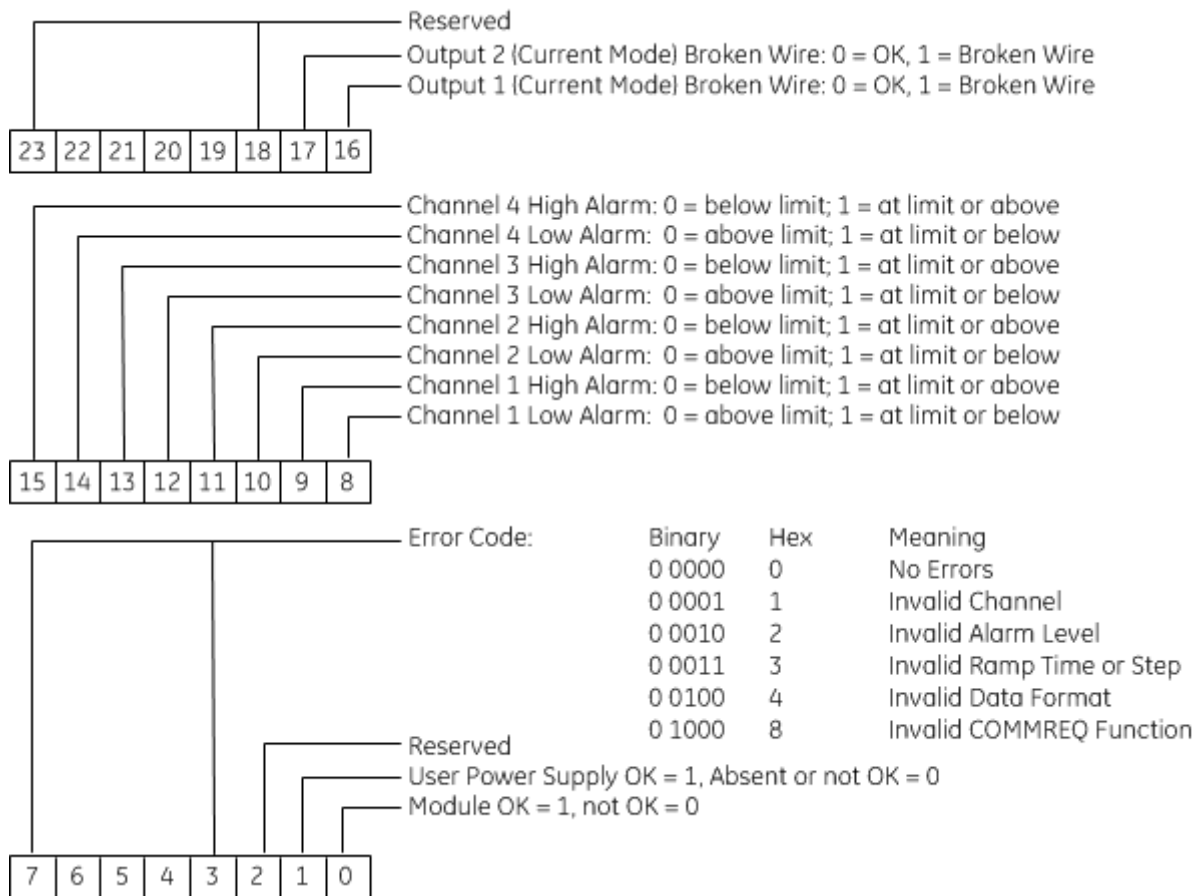 Reserved
Output 2 (Current Mode) Broken Wire: 0 = OK, 1 = Broken Wire
Output 1 (Current Mode) Broken Wire: 0 = OK, 1 = Broken Wire
23 22 21 20 19 18 17 16
Channel 4 High Alarm: 0 = below limit; 1 = at limit or above
Channel 4 Low Alarm: 0 = above limit; 1 = at limit or below
Channel 3 High Alarm: 0 = below limit; 1 = at limit or above
Channel 3 Low Alarm: 0 = above limit; 1 = at limit or below
Channel 2 High Alarm: 0 = below limit; 1 = at limit or above
Channel 2 Low Alarm: 0 = above limit; 1 = at limit or below
Channel 1 High Alarm: 0 = below limit; 1 = at limit or above
Channel 1 Low Alarm: 0 = above limit; 1 = at limit or below
15 14 13 12 11 10 9 8
Error Code: Binary Hex Meaning
0 0000 0 No Errors
0 0001 1 Invalid Channel
0 0010 2 Invalid Alarm Level
0 0011 3 Invalid Ramp Time or Step
0 0100 4 Invalid Data Format
0 1000 8 Invalid COMMREQ Function
Reserved
User Power Supply OK = 1, Absent or not OK = 0
Module OK = 1, not OK = 0
7 6 5 4 3 2 1 0